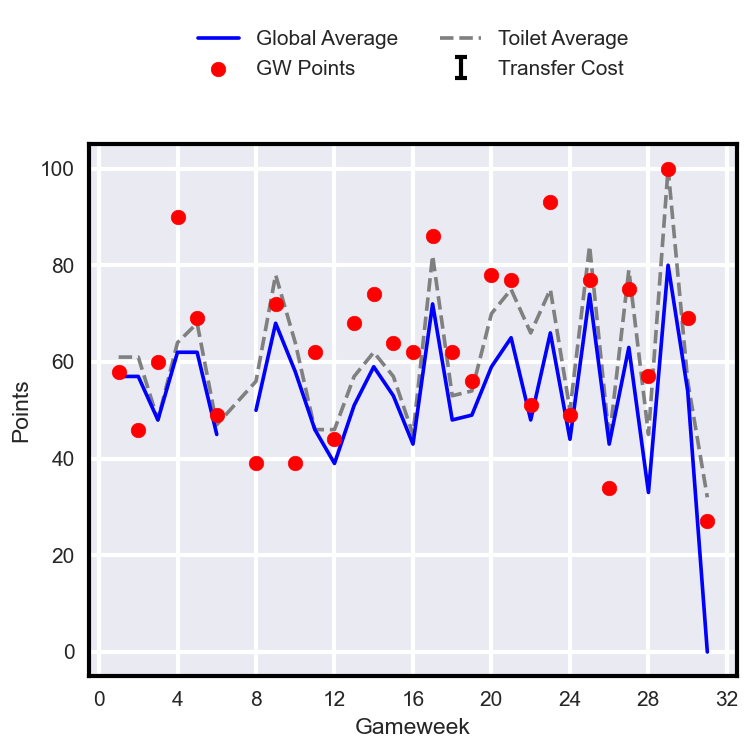 Global Average
Toilet Average
GW Points
Transfer Cost
100
80
60
40
20
0
Points
0 4 8 12 16 20 24 28 32
Gameweek